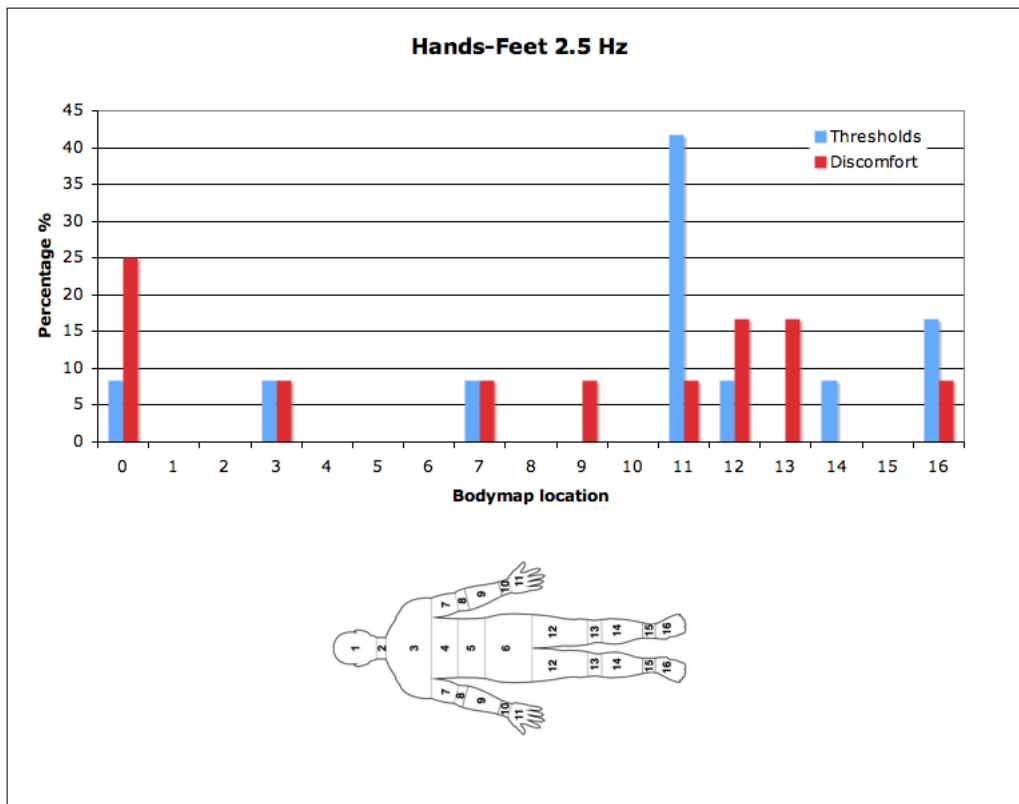 Hands-Feet 2.5 Hz
45
40
35
30
25
20
15
10
5
0
Percentage %
Thresholds
Discomfort
0 1 2 3 4 5 6 7 8 9 10 11 12 13 14 15 16
Bodymap location
1 2 3 4 5 6
7 8 9 10 11
12 13 14 15 16
12 13 14 15 16
7 8 9 10 11